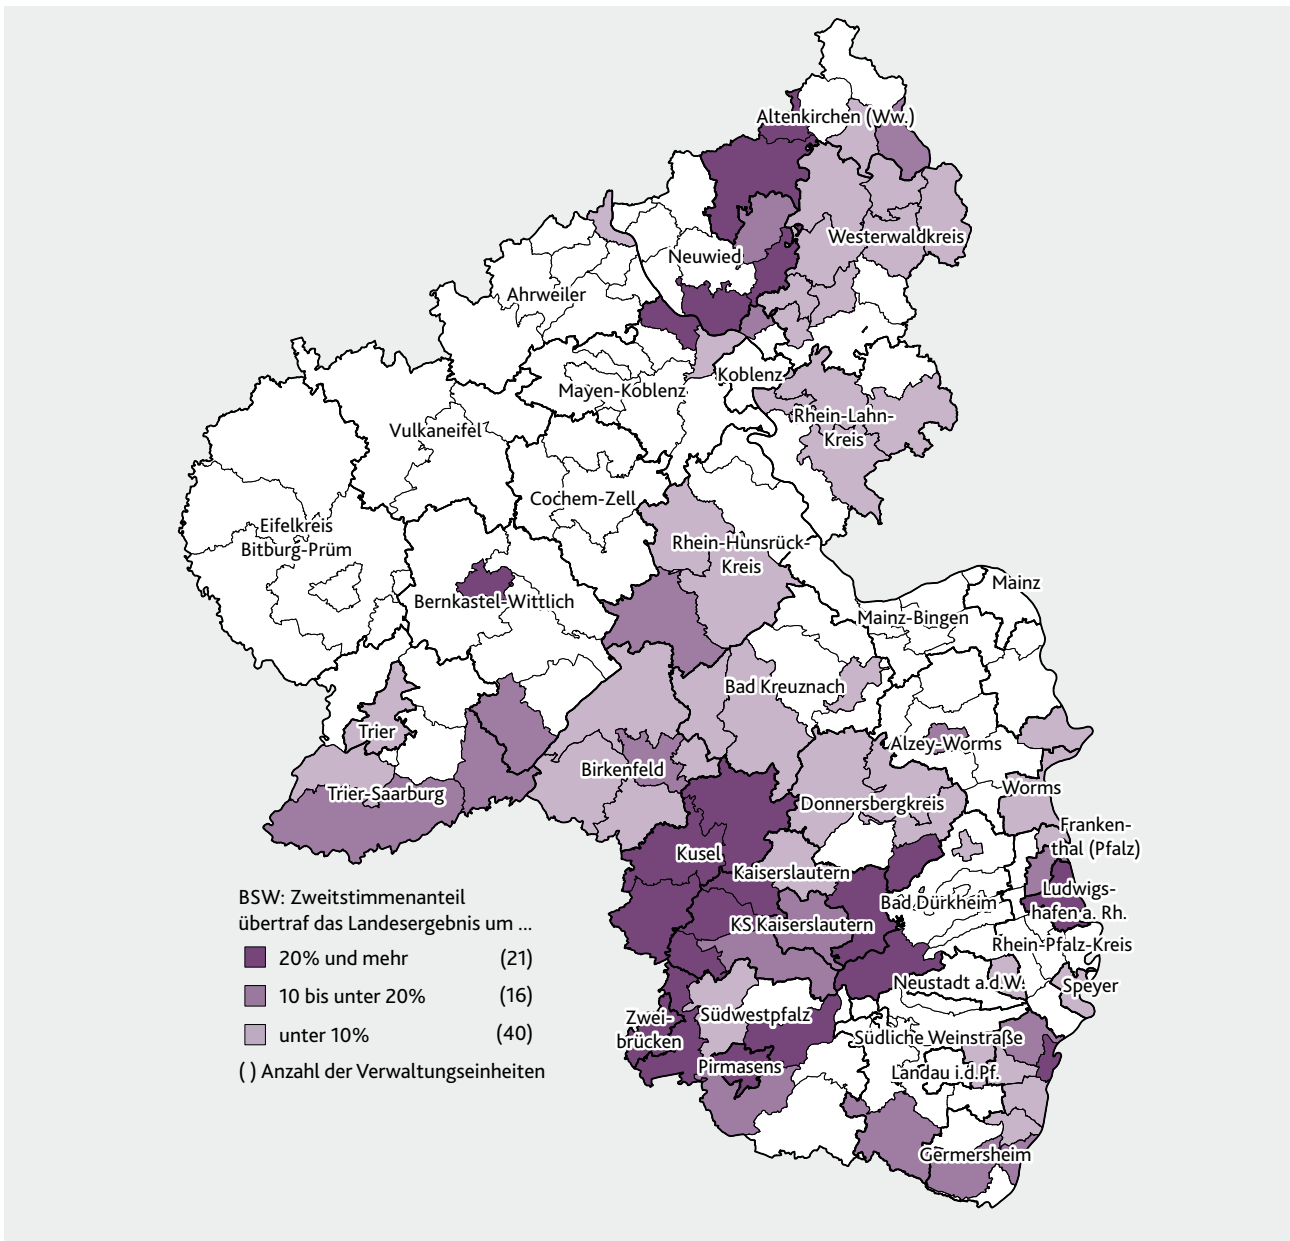 Altenkirchen (Ww.)
Westerwaldkreis
Neuwied
Ahrweiler
Koblenz
Mayen-Koblenz
Rhein-Lahn-
Kreis
Vulkaneifel
Cochem-Zell
Eifelkreis
Bitburg-Prüm
Rhein-Hunsrück-
Kreis
Mainz
Bernkastel-Wittlich
Mainz-Bingen
Bad Kreuznach
Trier
Alzey-Worms
Birkenfeld
Trier-Saarburg
Donnersbergkreis
Worms
Franken-
thal (Pfalz)
Kusel
Kaiserslautern
Ludwigs-
hafen a. Rh.
Bad Dürkheim
KS Kaiserslautern
Rhein-Pfalz-Kreis
Neustadt a.d.W.
Speyer
Südwestpfalz
Zwei-
brücken
Südliche Weinstraße
Pirmasens
Landau i.d.Pf.
Germersheim
BSW: Zweitstimmenanteil
übertraf das Landesergebnis um ...
20% und mehr (21)
10 bis unter 20% (16)
unter 10% (40)
( ) Anzahl der Verwaltungseinheiten